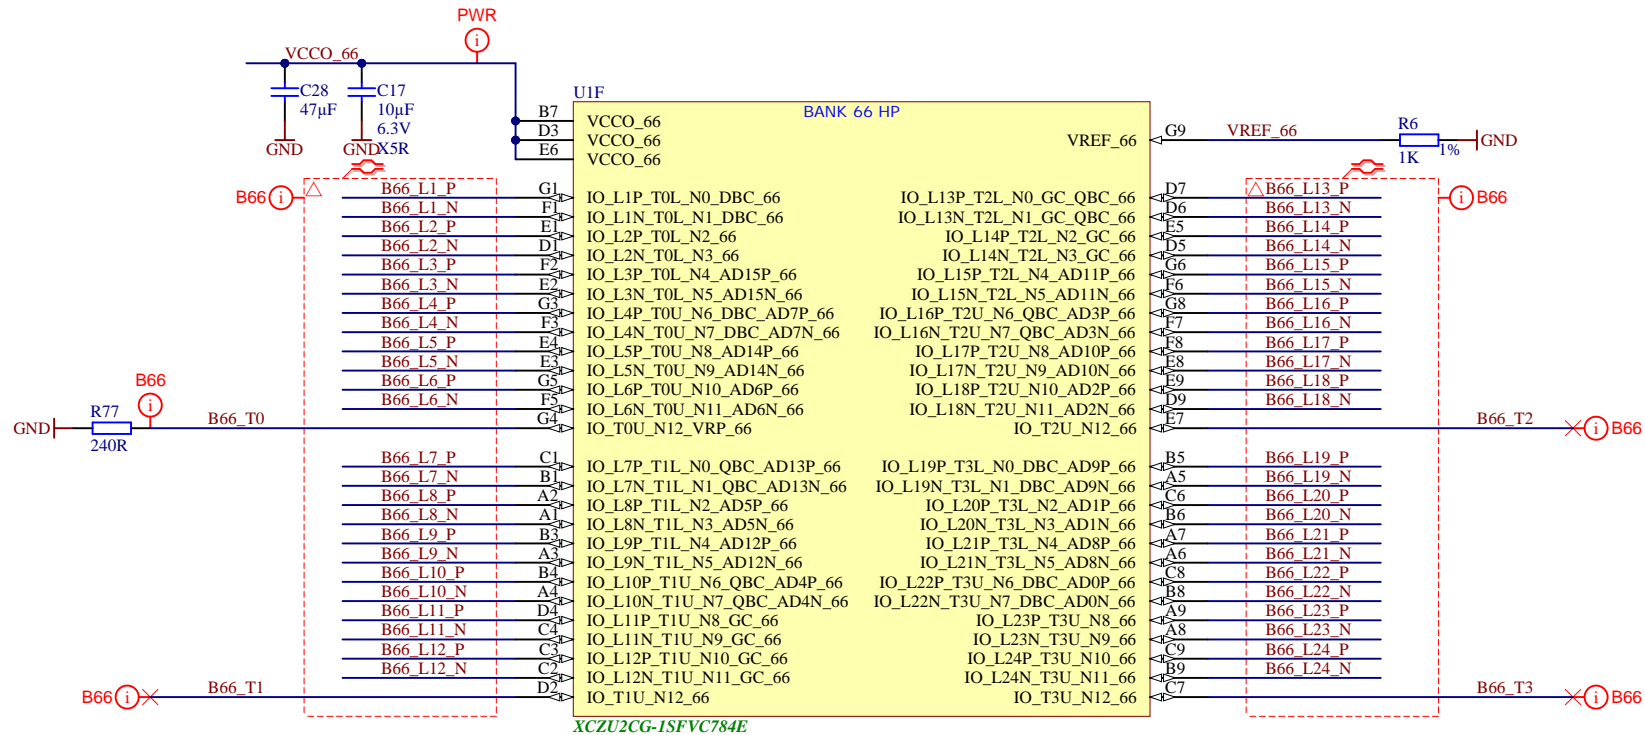 PWR
i
VCCO_66
C28
47µF
GND
C17
10µF
6.3V
X5R
GND
U1F
BANK 66 HP
B7 VCCO_66
D3 VCCO_66
E6 VCCO_66
VREF_66 G9 VREF_66
R6
1K
1%
GND
B66 i
i B66
B66_L1_P G1 IO_L1P_T0L_N0_DBC_66
B66_L1_N F1 IO_L1N_T0L_N1_DBC_66
B66_L2_P E1 IO_L2P_T0L_N2_66
B66_L2_N D1 IO_L2N_T0L_N3_66
B66_L3_P F2 IO_L3P_T0L_N4_AD15P_66
B66_L3_N E2 IO_L3N_T0L_N5_AD15N_66
B66_L4_P G3 IO_L4P_T0U_N6_DBC_AD7P_66
B66_L4_N F3 IO_L4N_T0U_N7_DBC_AD7N_66
B66_L5_P E4 IO_L5P_T0U_N8_AD14P_66
B66_L5_N E3 IO_L5N_T0U_N9_AD14N_66
B66_L6_P G5 IO_L6P_T0U_N10_AD6P_66
B66_L6_N F5 IO_L6N_T0U_N11_AD6N_66
B66
i
GND
R77
240R
B66_T0 G4 IO_T0U_N12_VRP_66
B66_L7_P C1 IO_L7P_T1L_N0_QBC_AD13P_66
B66_L7_N B1 IO_L7N_T1L_N1_QBC_AD13N_66
B66_L8_P A2 IO_L8P_T1L_N2_AD5P_66
B66_L8_N A1 IO_L8N_T1L_N3_AD5N_66
B66_L9_P B3 IO_L9P_T1L_N4_AD12P_66
B66_L9_N A3 IO_L9N_T1L_N5_AD12N_66
B66_L10_P B4 IO_L10P_T1U_N6_QBC_AD4P_66
B66_L10_N A4 IO_L10N_T1U_N7_QBC_AD4N_66
B66_L11_P D4 IO_L11P_T1U_N8_GC_66
B66_L11_N C4 IO_L11N_T1U_N9_GC_66
B66_L12_P C3 IO_L12P_T1U_N10_GC_66
B66_L12_N C2 IO_L12N_T1U_N11_GC_66
B66 i B66_T1 D2 IO_T1U_N12_66
IO_L13P_T2L_N0_GC_QBC_66 D7 B66_L13_P
IO_L13N_T2L_N1_GC_QBC_66 D6 B66_L13_N
IO_L14P_T2L_N2_GC_66 E5 B66_L14_P
IO_L14N_T2L_N3_GC_66 D5 B66_L14_N
IO_L15P_T2L_N4_AD11P_66 G6 B66_L15_P
IO_L15N_T2L_N5_AD11N_66 F6 B66_L15_N
IO_L16P_T2U_N6_QBC_AD3P_66 G8 B66_L16_P
IO_L16N_T2U_N7_QBC_AD3N_66 F7 B66_L16_N
IO_L17P_T2U_N8_AD10P_66 F8 B66_L17_P
IO_L17N_T2U_N9_AD10N_66 E8 B66_L17_N
IO_L18P_T2U_N10_AD2P_66 E9 B66_L18_P
IO_L18N_T2U_N11_AD2N_66 D9 B66_L18_N
IO_T2U_N12_66 E7 B66_T2 i B66
IO_L19P_T3L_N0_DBC_AD9P_66 B5 B66_L19_P
IO_L19N_T3L_N1_DBC_AD9N_66 A5 B66_L19_N
IO_L20P_T3L_N2_AD1P_66 C6 B66_L20_P
IO_L20N_T3L_N3_AD1N_66 B6 B66_L20_N
IO_L21P_T3L_N4_AD8P_66 A7 B66_L21_P
IO_L21N_T3L_N5_AD8N_66 A6 B66_L21_N
IO_L22P_T3U_N6_DBC_AD0P_66 C8 B66_L22_P
IO_L22N_T3U_N7_DBC_AD0N_66 B8 B66_L22_N
IO_L23P_T3U_N8_66 A9 B66_L23_P
IO_L23N_T3U_N9_66 A8 B66_L23_N
IO_L24P_T3U_N10_66 C9 B66_L24_P
IO_L24N_T3U_N11_66 B9 B66_L24_N
IO_T3U_N12_66 C7 B66_T3 i B66
XCZU2CG-1SFVC784E